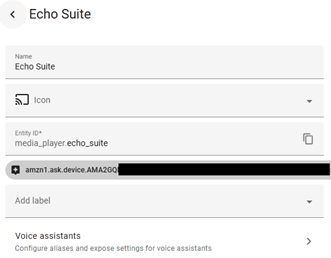 Echo Suite
Name
Echo Suite
Icon
Entity ID*
media_player.echo_suite
amzn1.ask.device.AMA2GQ
Add label
Voice assistants
Configure aliases and expose settings for voice assistants